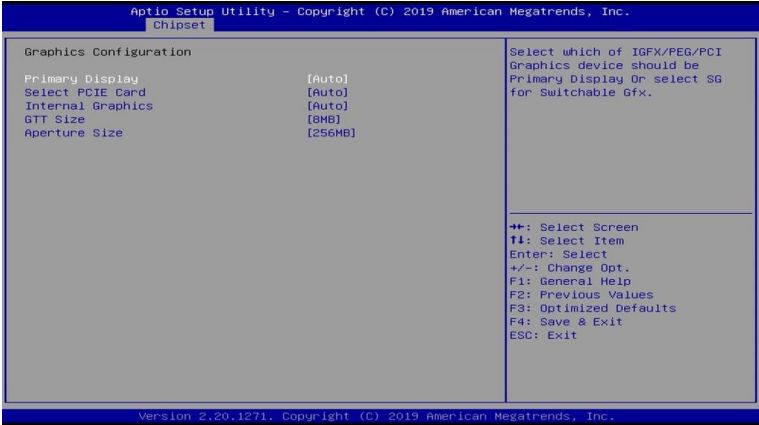 Aptio Setup Utility – Copyright (C) 2019 American Megatrends, Inc.
Chipset
Graphics Configuration
Primary Display [Auto]
Select PCIE Card [Auto]
Internal Graphics [Auto]
GTT Size [8MB]
Aperture Size [256MB]
Select which of IGFX/PEG/PCI
Graphics device should be
Primary Display Or select SG
for Switchable Gfx.
→←: Select Screen
↑↓: Select Item
Enter: Select
+/-: Change Opt.
F1: General Help
F2: Previous Values
F3: Optimized Defaults
F4: Save & Exit
ESC: Exit
Version 2.20.1271. Copyright (C) 2019 American Megatrends, Inc.